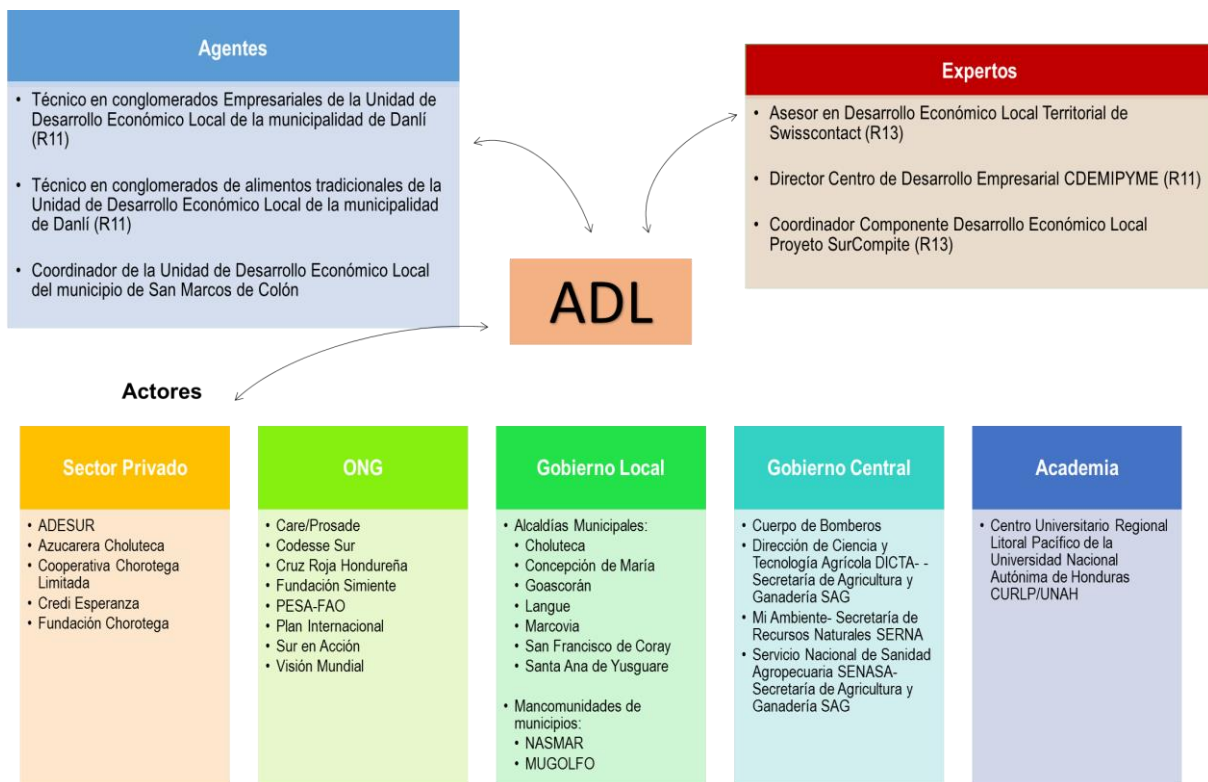 Agentes
• Técnico en conglomerados Empresariales de la Unidad de
Desarrollo Económico Local de la municipalidad de Danlí
(R11)
• Técnico en conglomerados de alimentos tradicionales de la
Unidad de Desarrollo Económico Local de la municipalidad
de Danlí (R11)
• Coordinador de la Unidad de Desarrollo Económico Local
del municipio de San Marcos de Colón
Expertos
• Asesor en Desarrollo Económico Local Territorial de
Swisscontact (R13)
• Director Centro de Desarrollo Empresarial CDEMIPYME (R11)
• Coordinador Componente Desarrollo Económico Local
Proyeto SurCompite (R13)
ADL
Actores
Sector Privado
• ADESUR
• Azucarera Choluteca
• Cooperativa Chorotega
Limitada
• Credi Esperanza
• Fundación Chorotega
ONG
• Care/Prosade
• Codesse Sur
• Cruz Roja Hondureña
• Fundación Simiente
• PESA-FAO
• Plan Internacional
• Sur en Acción
• Visión Mundial
Gobierno Local
• Alcaldías Municipales:
• Choluteca
• Concepción de María
• Goascorán
• Langue
• Marcovia
• San Francisco de Coray
• Santa Ana de Yusguare
• Mancomunidades de
municipios:
• NASMAR
• MUGOLFO
Gobierno Central
• Cuerpo de Bomberos
• Dirección de Ciencia y
Tecnología Agrícola DICTA- -
Secretaría de Agricultura y
Ganadería SAG
• Mi Ambiente- Secretaría de
Recursos Naturales SERNA
• Servicio Nacional de Sanidad
Agropecuaria SENASA-
Secretaría de Agricultura y
Ganadería SAG
Academia
• Centro Universitario Regional
Litoral Pacífico de la
Universidad Nacional
Autónoma de Honduras
CURLP/UNAH